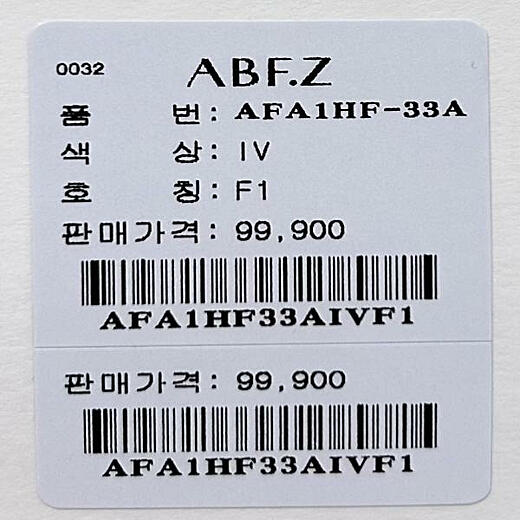 0032 ABF.Z
품 번: AFA1HF-33A
색 상: IV
호 칭: F1
판매가격: 99,900
AFA1HF33AIVF1
판매가격: 99,900
AFA1HF33AIVF1